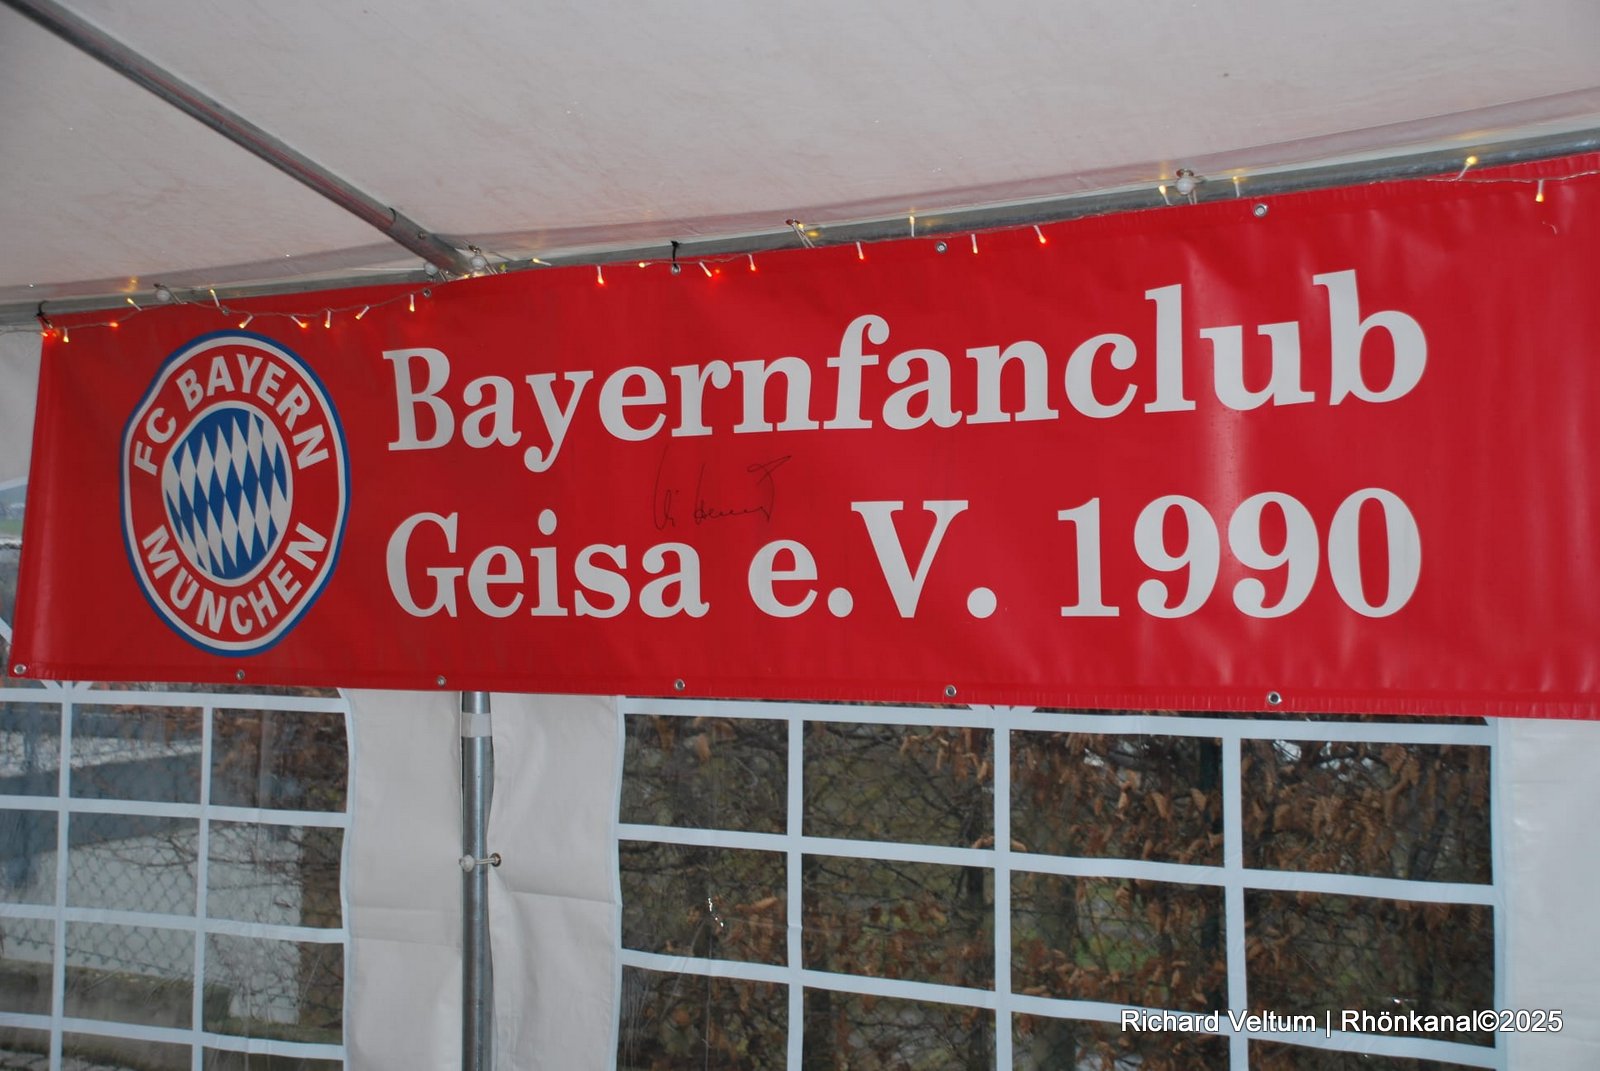 FC BAYERN
MÜNCHEN
Bayernfanclub
Geisa e.V. 1990
Richard Veltum | Rhönkanal©2025